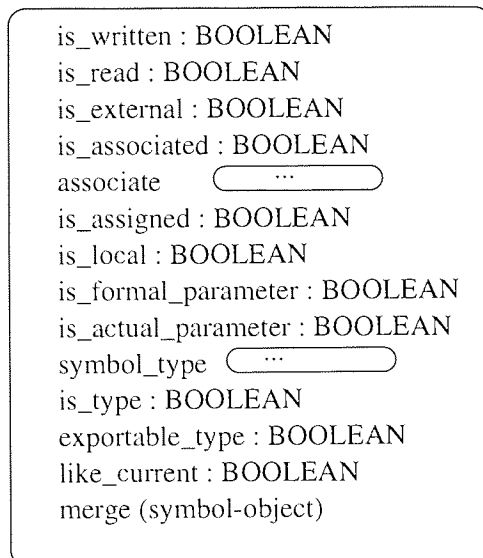 is_written : BOOLEAN
is_read : BOOLEAN
is_external : BOOLEAN
is_associated : BOOLEAN
associate ...
is_assigned : BOOLEAN
is_local : BOOLEAN
is_formal_parameter : BOOLEAN
is_actual_parameter : BOOLEAN
symbol_type ...
is_type : BOOLEAN
exportable_type : BOOLEAN
like_current : BOOLEAN
merge (symbol-object)